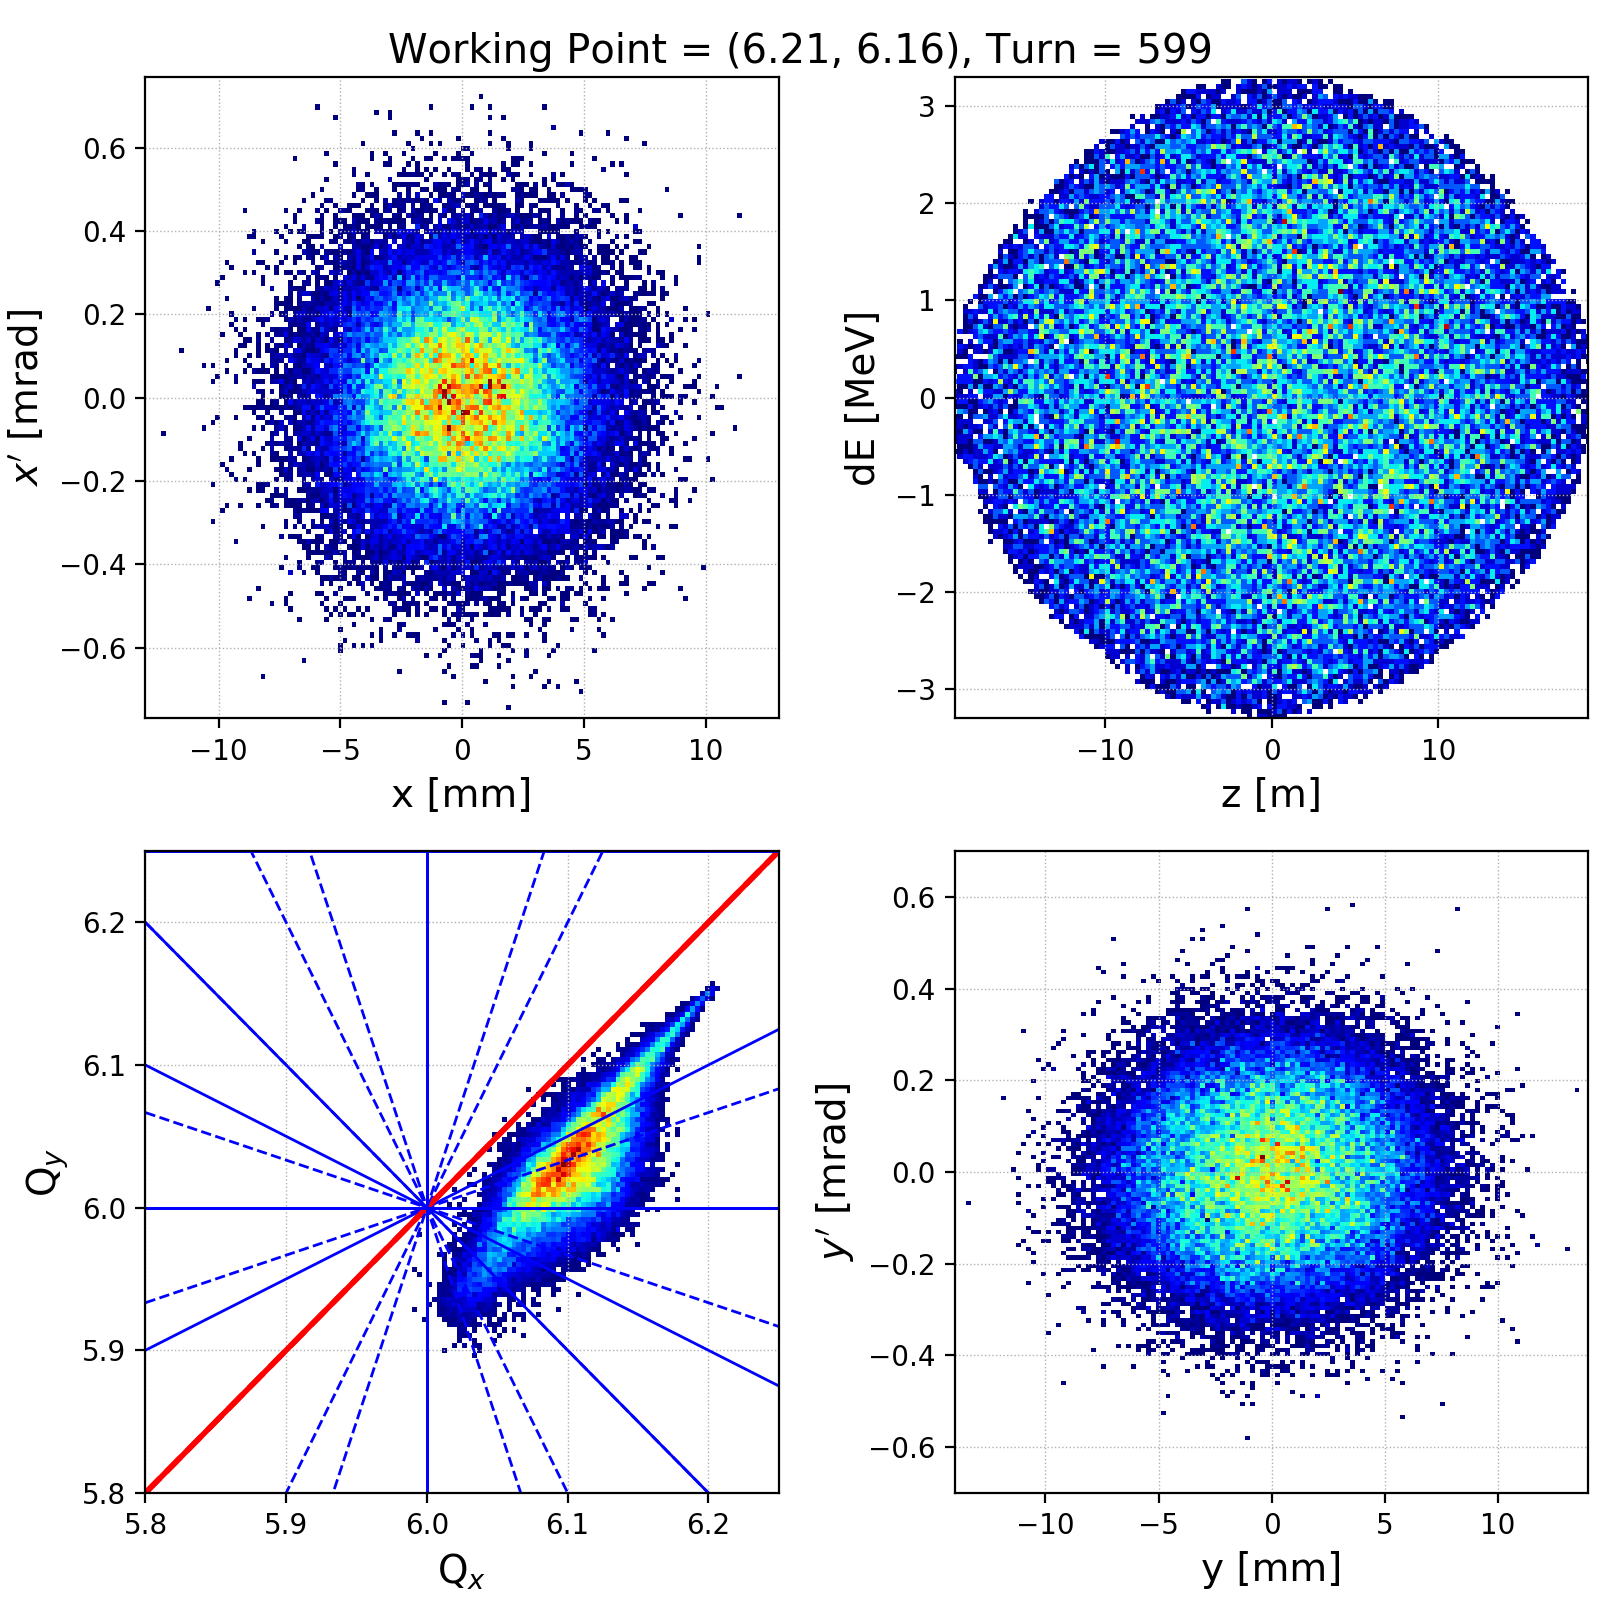 Working Point = (6.21, 6.16), Turn = 599
0.6
0.4
0.2
0.0
−0.2
−0.4
−0.6
x′ [mrad]
−10 −5 0 5 10
x [mm]
3
2
1
0
−1
−2
−3
dE [MeV]
−10 0 10
z [m]
6.2
6.1
6.0
5.9
5.8
Qy
5.8 5.9 6.0 6.1 6.2
Qx
0.6
0.4
0.2
0.0
−0.2
−0.4
−0.6
y′ [mrad]
−10 −5 0 5 10
y [mm]